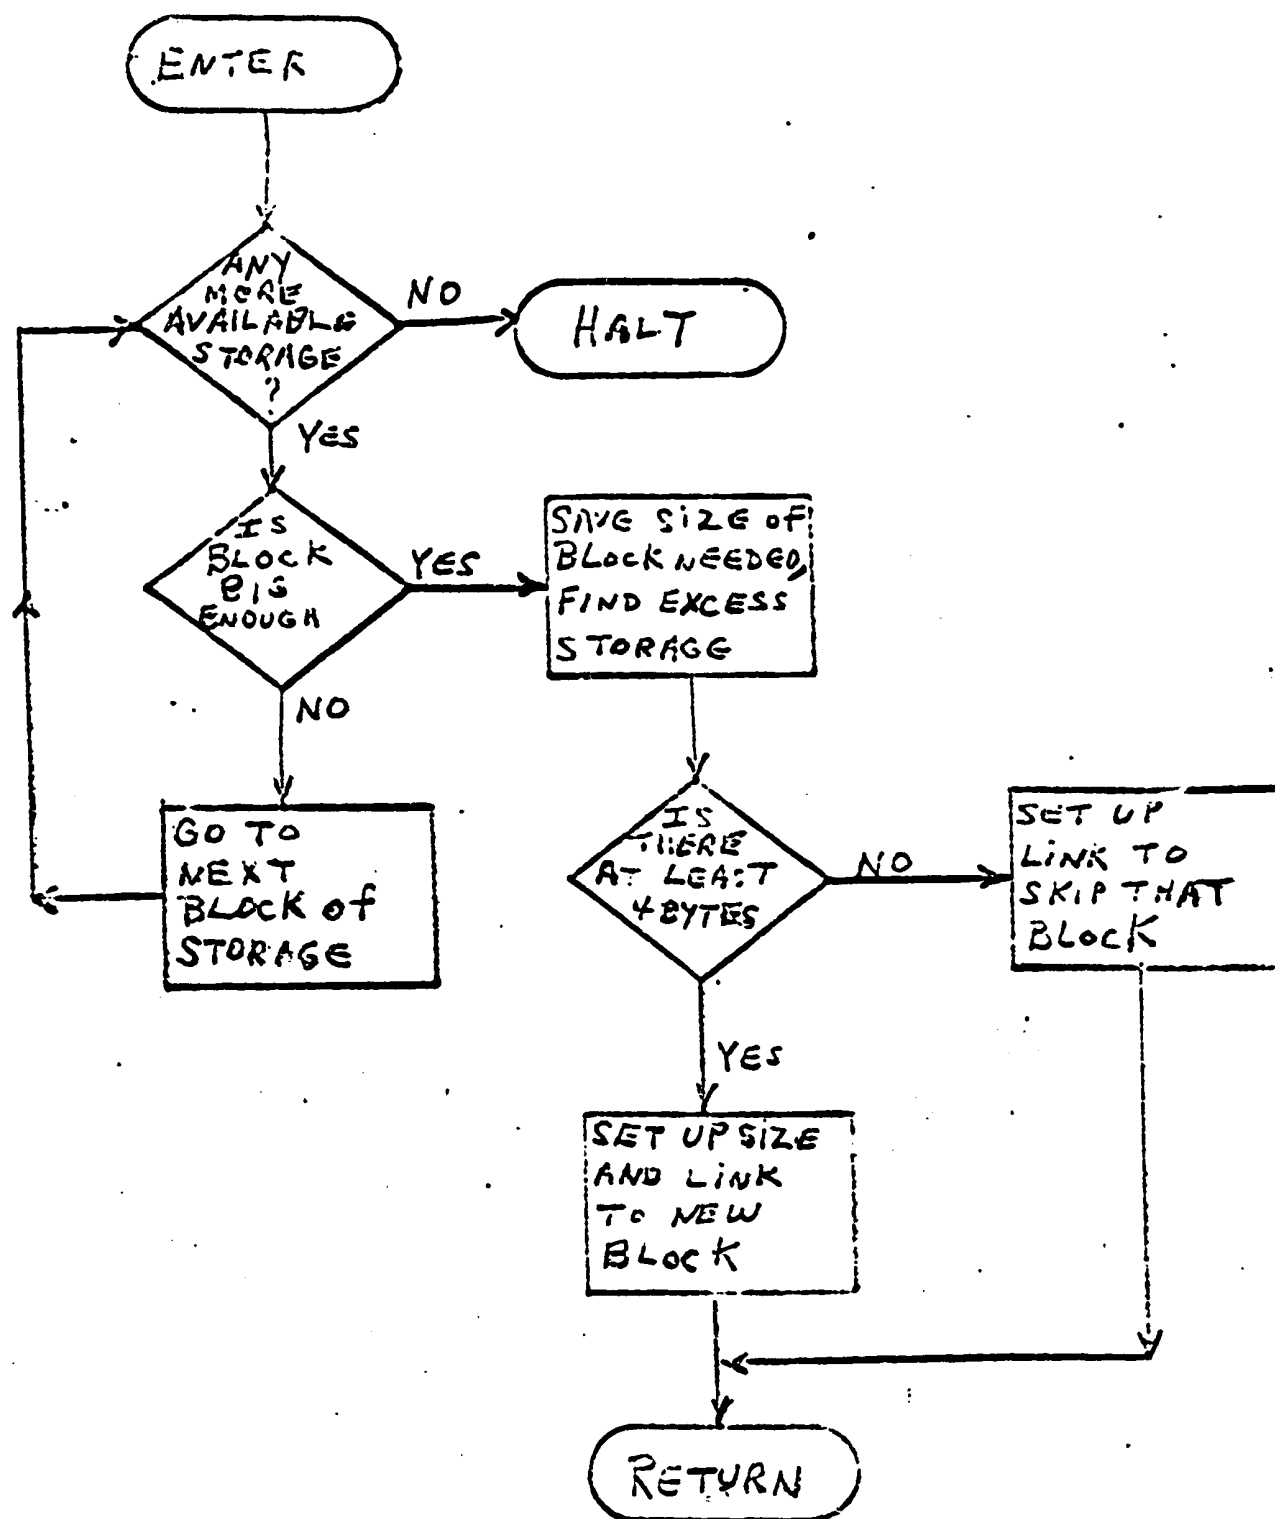 ENTER
ANY
MORE
AVAILABLE
STORAGE
?
NO
HALT
YES
IS
BLOCK
BIG
ENOUGH
YES
SAVE SIZE OF
BLOCK NEEDED,
FIND EXCESS
STORAGE
NO
GO TO
NEXT
BLOCK OF
STORAGE
IS
THERE
AT LEAST
4 BYTES
NO
SET UP
LINK TO
SKIP THAT
BLOCK
YES
SET UP SIZE
AND LINK
TO NEW
BLOCK
RETURN